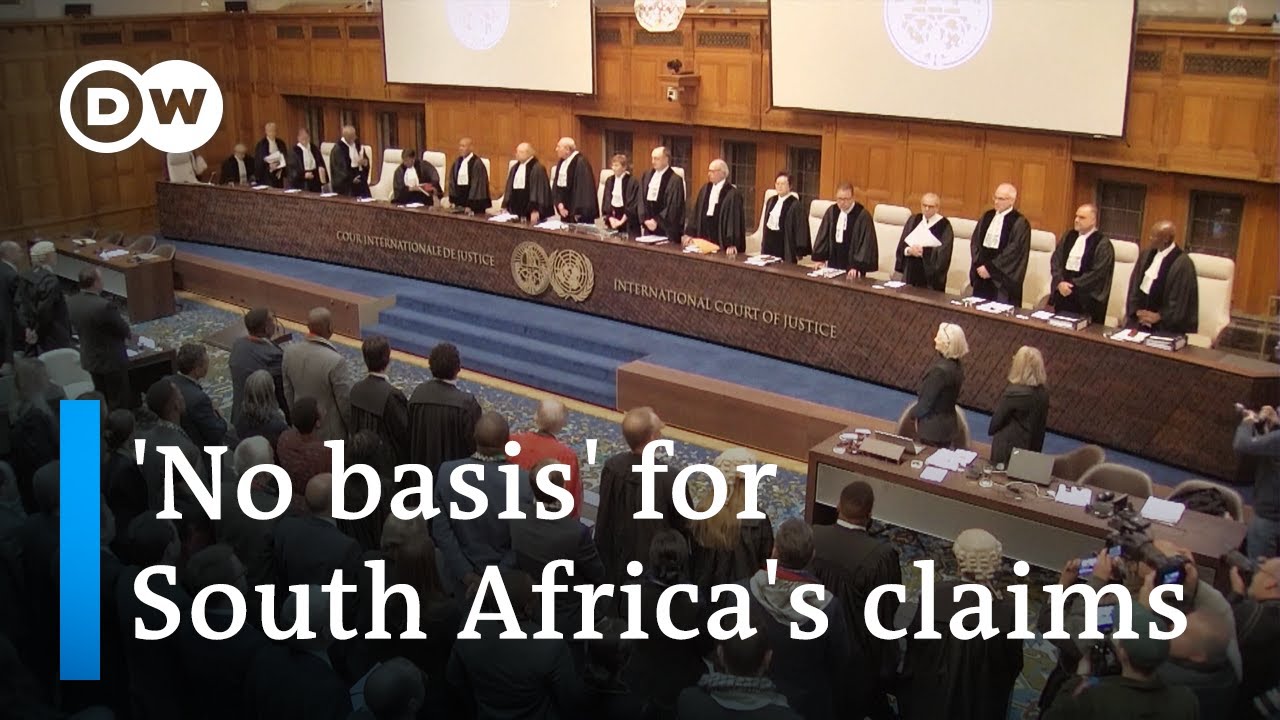 DW
COUR INTERNATIONALE DE JUSTICE
INTERNATIONAL COURT OF JUSTICE
'No basis' for
South Africa's claims